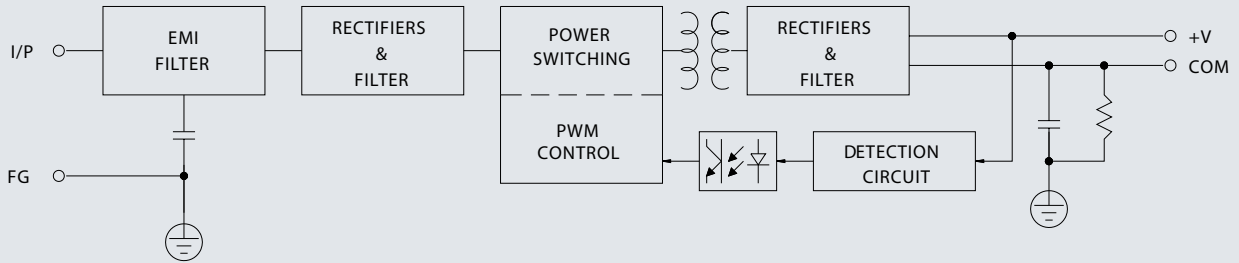 I/P
EMI
FILTER
RECTIFIERS
&
FILTER
POWER
SWITCHING
PWM
CONTROL
RECTIFIERS
&
FILTER
+V
COM
DETECTION
CIRCUIT
FG